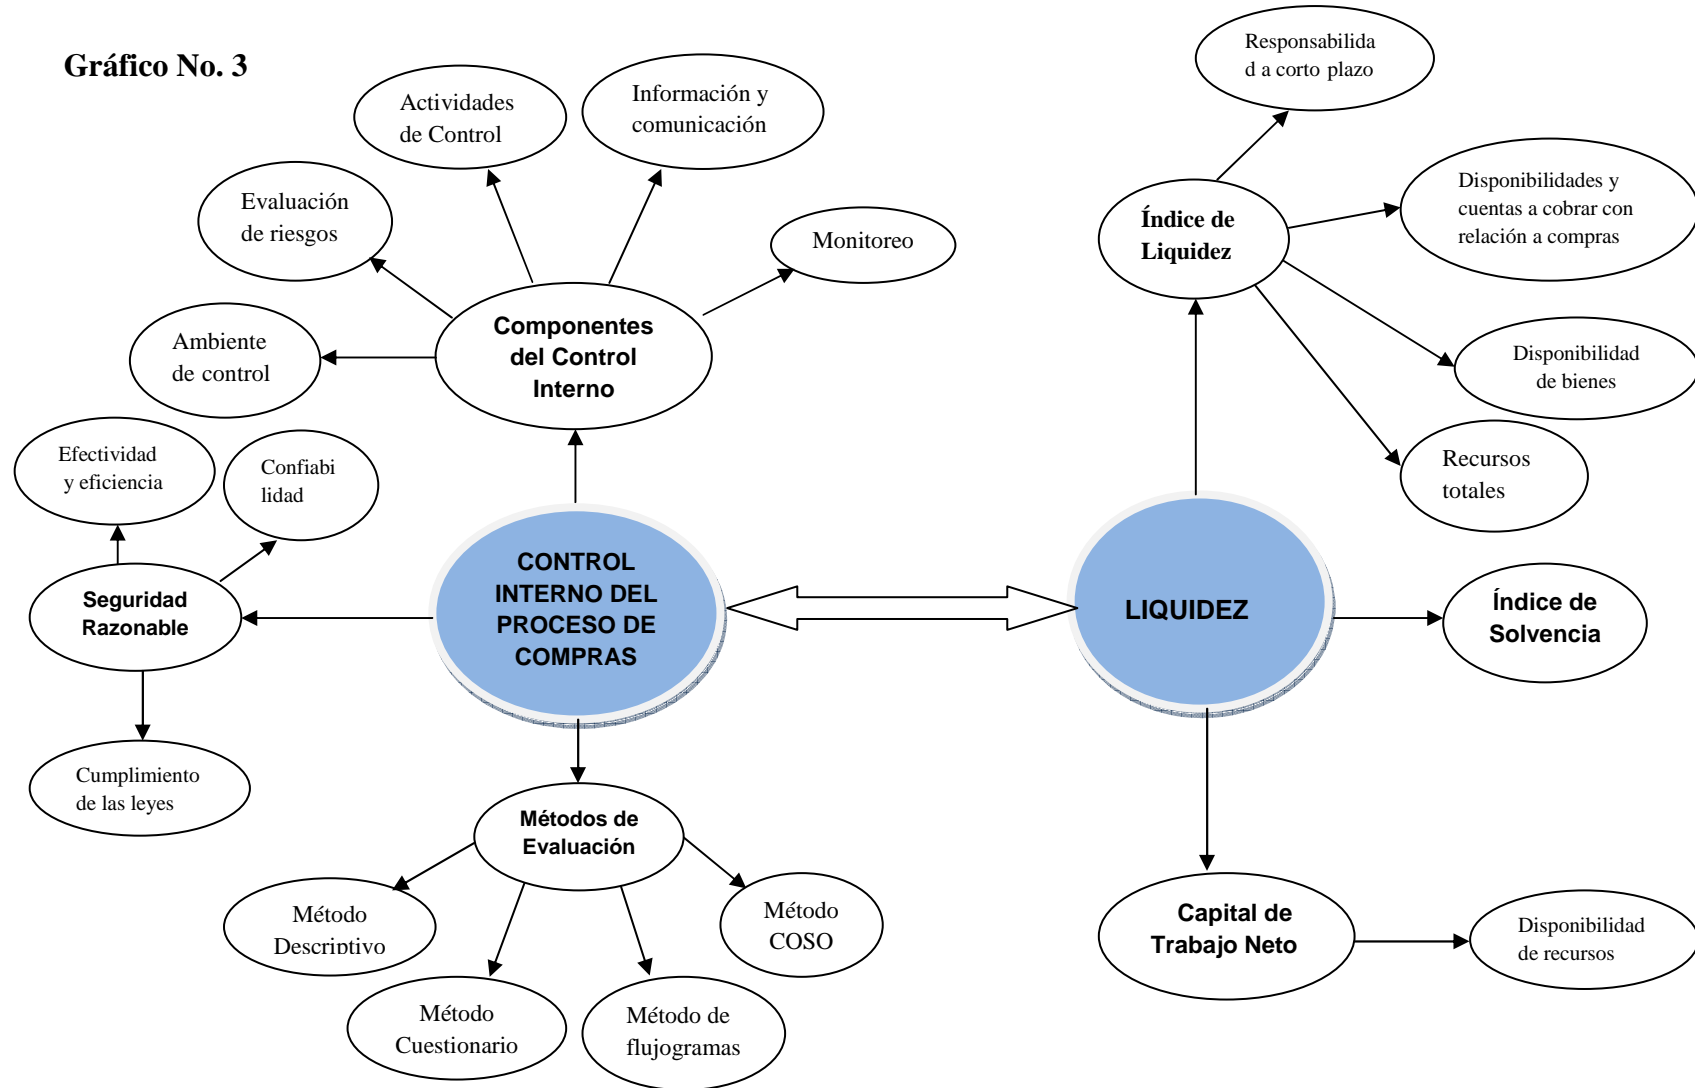 Gráfico No. 3
Actividades
de Control
Información y
comunicación
Evaluación
de riesgos
Monitoreo
Ambiente
de control
Componentes
del Control
Interno
Efectividad
y eficiencia
Confiabi
lidad
Seguridad
Razonable
Cumplimiento
de las leyes
CONTROL
INTERNO DEL
PROCESO DE
COMPRAS
Métodos de
Evaluación
Método
Descriptivo
Método
Cuestionario
Método de
flujogramas
Método
COSO
Responsabilida
d a corto plazo
Índice de
Liquidez
Disponibilidades y
cuentas a cobrar con
relación a compras
Disponibilidad
de bienes
Recursos
totales
LIQUIDEZ
Índice de
Solvencia
Capital de
Trabajo Neto
Disponibilidad
de recursos